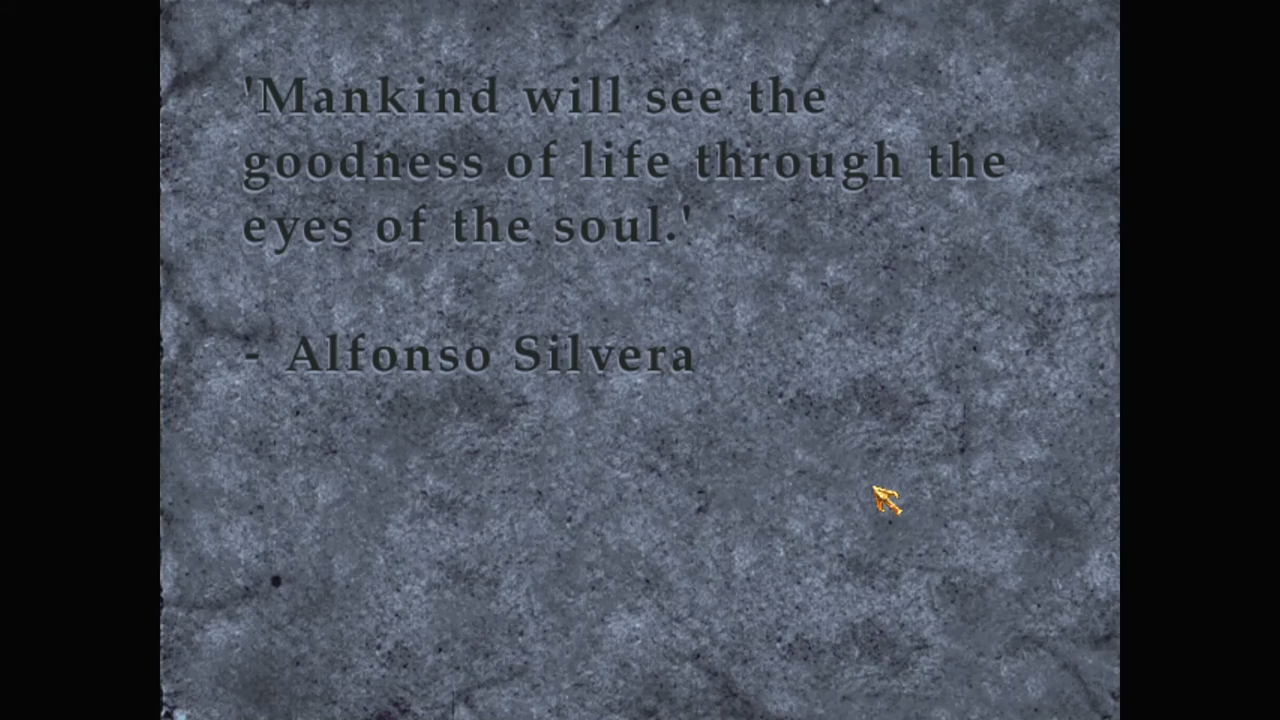 'Mankind will see the
goodness of life through the
eyes of the soul.'
- Alfonso Silvera